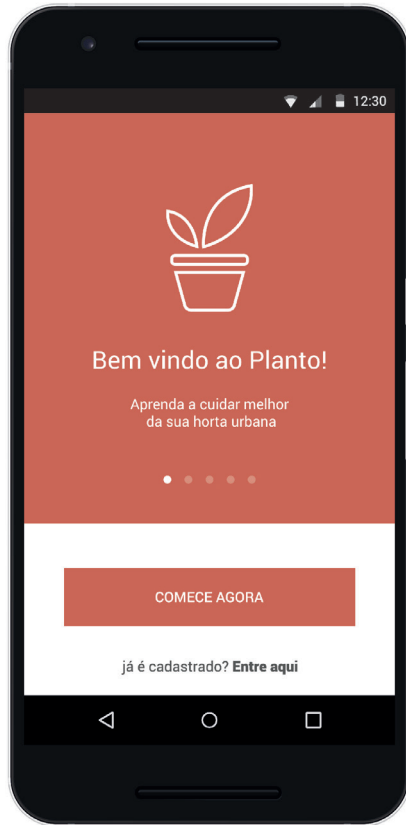 12:30
Bem vindo ao Planto!
Aprenda a cuidar melhor
da sua horta urbana
COMECE AGORA
já é cadastrado? Entre aqui